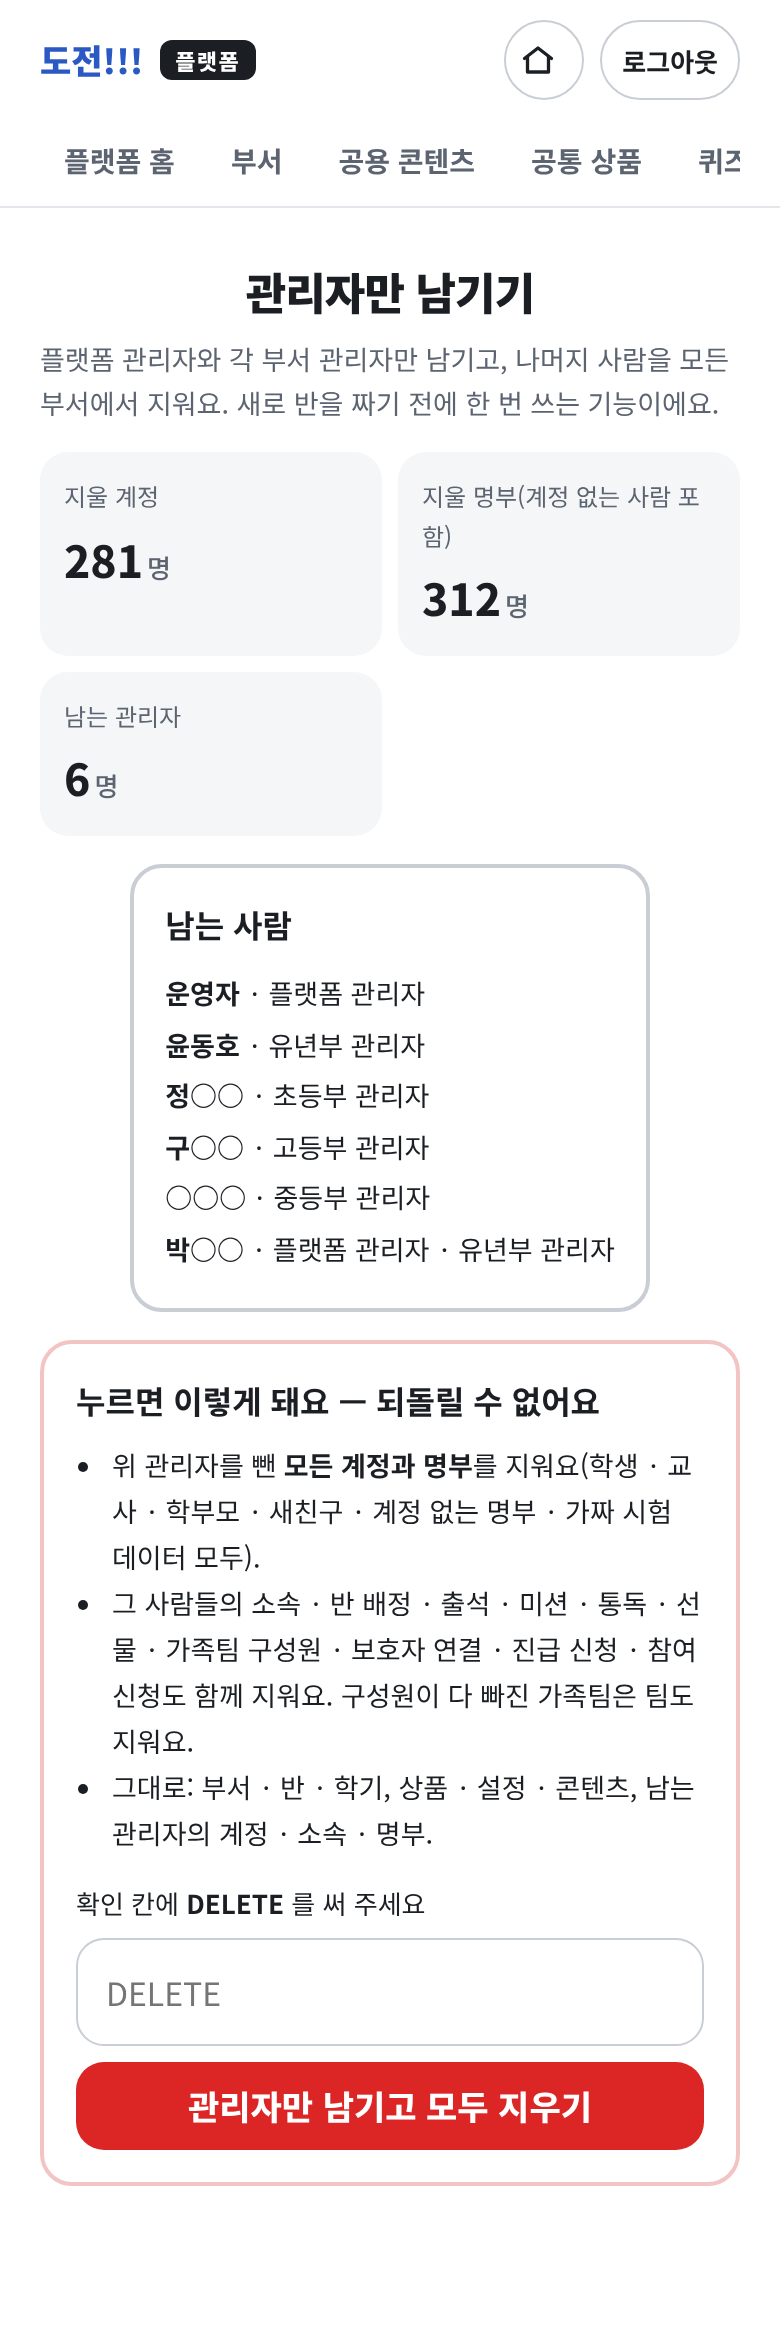 도전!!! 플랫폼 로그아웃
플랫폼 홈 부서 공용 콘텐츠 공통 상품 퀴즈
관리자만 남기기
플랫폼 관리자와 각 부서 관리자만 남기고, 나머지 사람을 모든
부서에서 지워요. 새로 반을 짜기 전에 한 번 쓰는 기능이에요.
지울 계정
281 명
지울 명부(계정 없는 사람 포
함)
312 명
남는 관리자
6 명
남는 사람
운영자 · 플랫폼 관리자
윤동호 · 유년부 관리자
정○○ · 초등부 관리자
구○○ · 고등부 관리자
○○○ · 중등부 관리자
박○○ · 플랫폼 관리자 · 유년부 관리자
누르면 이렇게 돼요 — 되돌릴 수 없어요
• 위 관리자를 뺀 모든 계정과 명부를 지워요(학생 · 교
사 · 학부모 · 새친구 · 계정 없는 명부 · 가짜 시험
데이터 모두).
• 그 사람들의 소속 · 반 배정 · 출석 · 미션 · 통독 · 선
물 · 가족팀 구성원 · 보호자 연결 · 진급 신청 · 참여
신청도 함께 지워요. 구성원이 다 빠진 가족팀은 팀도
지워요.
• 그대로: 부서 · 반 · 학기, 상품 · 설정 · 콘텐츠, 남는
관리자의 계정 · 소속 · 명부.
확인 칸에 DELETE 를 써 주세요
DELETE
관리자만 남기고 모두 지우기